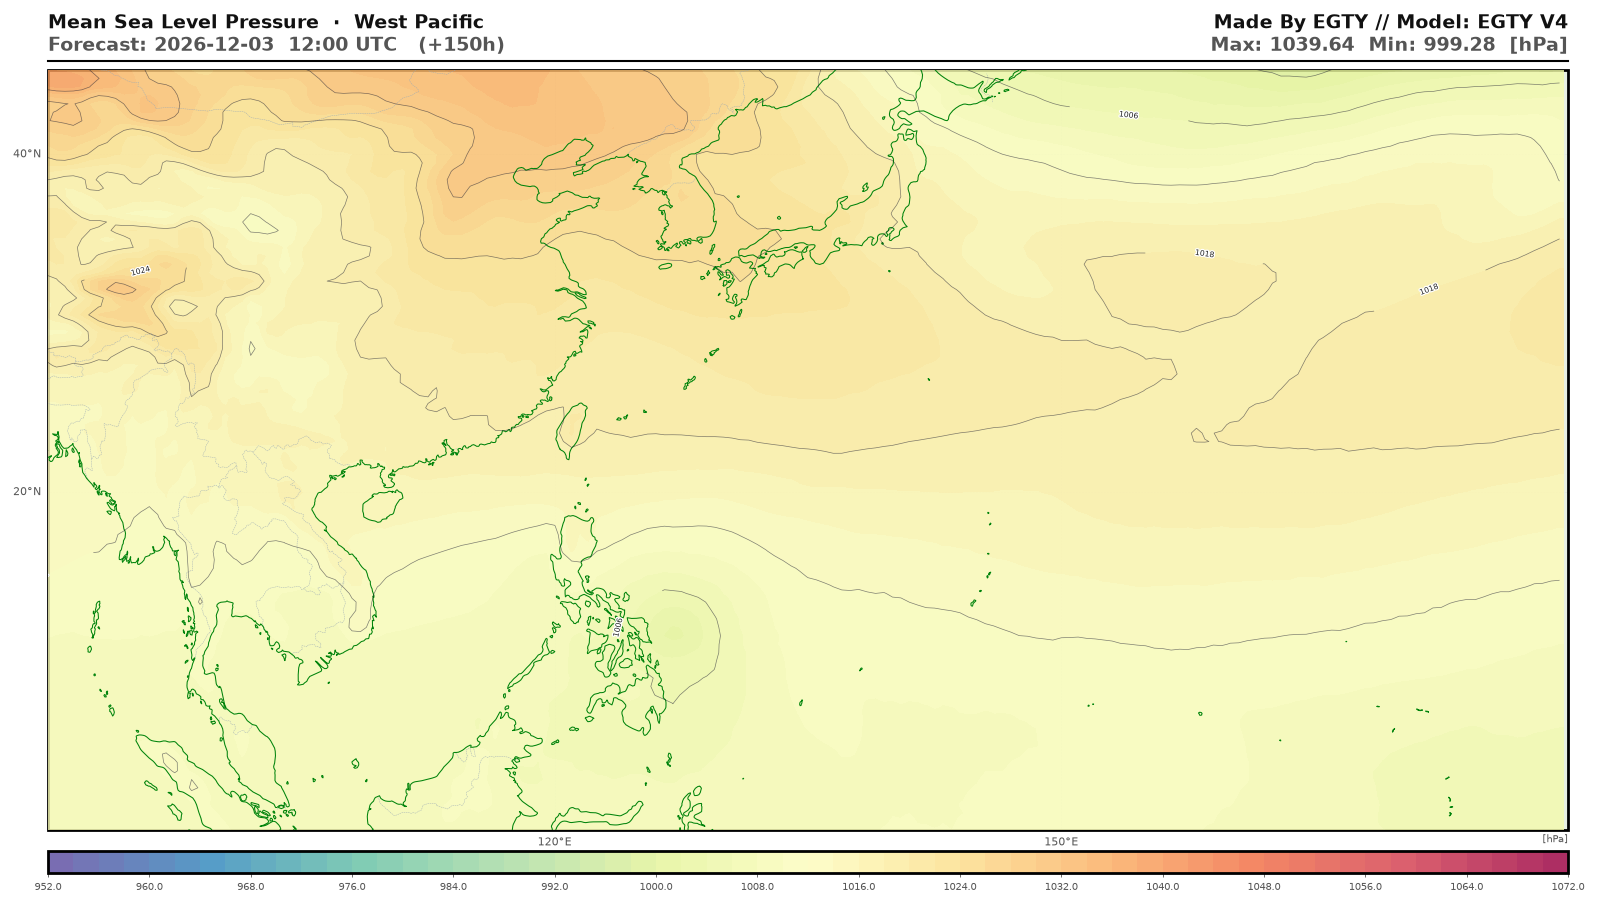 Mean Sea Level Pressure · West Pacific
Made By EGTY // Model: EGTY V4
Forecast: 2026-12-03 12:00 UTC (+150h)
Max: 1039.64 Min: 999.28 [hPa]
1006
40°N
1018
1024
1018
20°N
1006
120°E
150°E
[hPa]
952.0
960.0
968.0
976.0
984.0
992.0
1000.0
1008.0
1016.0
1024.0
1032.0
1040.0
1048.0
1056.0
1064.0
1072.0